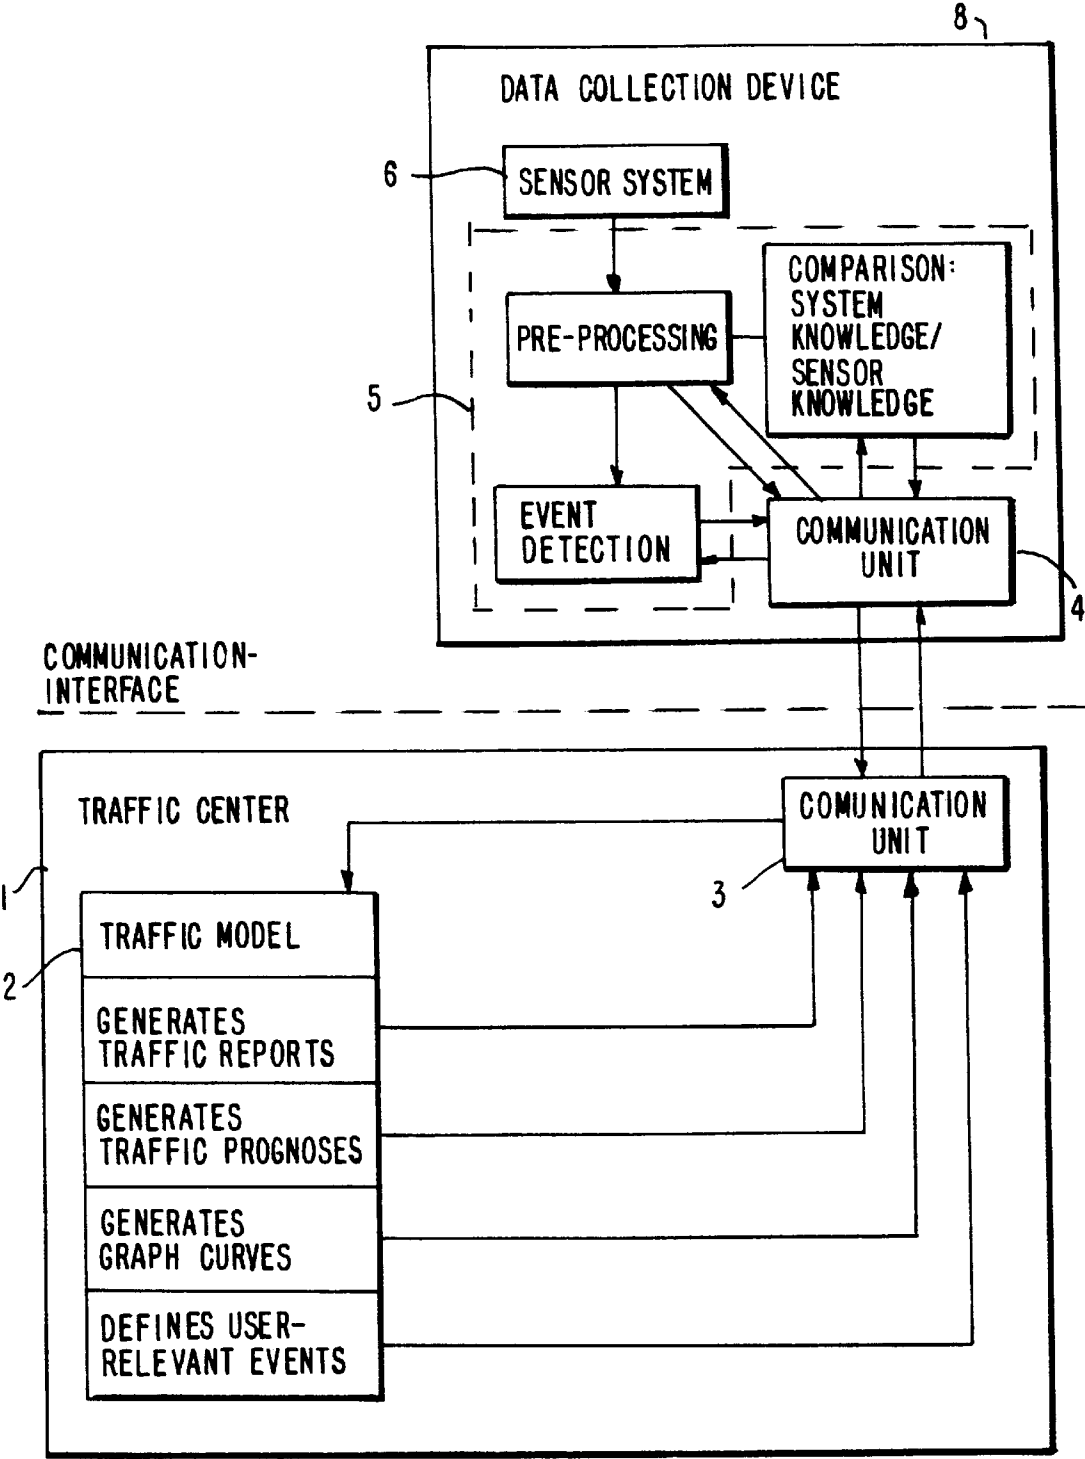 8
DATA COLLECTION DEVICE
6
SENSOR SYSTEM
COMPARISON:
SYSTEM
KNOWLEDGE/
SENSOR
KNOWLEDGE
PRE-PROCESSING
5
EVENT
DETECTION
COMMUNICATION
UNIT
4
COMMUNICATION-
INTERFACE
TRAFFIC CENTER
COMUNICATION
UNIT
1
3
TRAFFIC MODEL
2
GENERATES
TRAFFIC REPORTS
GENERATES
TRAFFIC PROGNOSES
GENERATES
GRAPH CURVES
DEFINES USER-
RELEVANT EVENTS